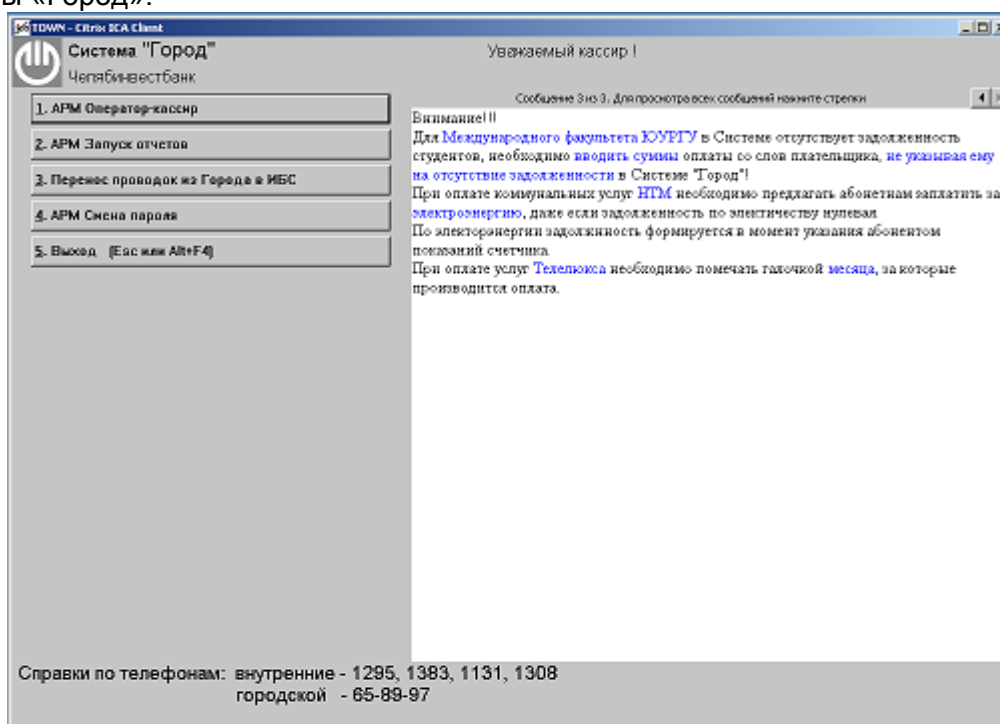 ы «Город».
TOWN - Citrix ICA Client
Система "Город"
Челябинвестбанк
Уважаемый кассир !
1. АРМ Оператор-кассир
2. АРМ Запуск отчетов
3. Перенос проводок из Города в ИБС
4. АРМ Смена пароля
5. Выход (Esc или Alt+F4)
Сообщение 3 из 3. Для просмотра всех сообщений нажмите стрелки
Внимание!!!
Для Международного факультета ЮУРГУ в Системе отсутствует задолженность
студентов, необходимо вводить суммы оплаты со слов плательщика, не указывая ему
на отсутствие задолженности в Системе "Город"!
При оплате коммунальных услуг НТМ необходимо предлагать абонетнам заплатить за
электроэнергию, даже если задолженность по электичеству нулевая
По электорэнергии задолжнность формируется в момент указания абонентом
показаний счетчика.
При оплате услуг Телелюкса необходимо помечать галочкой месяца, за которые
производится оплата.
Справки по телефонам: внутренние - 1295, 1383, 1131, 1308
городской - 65-89-97